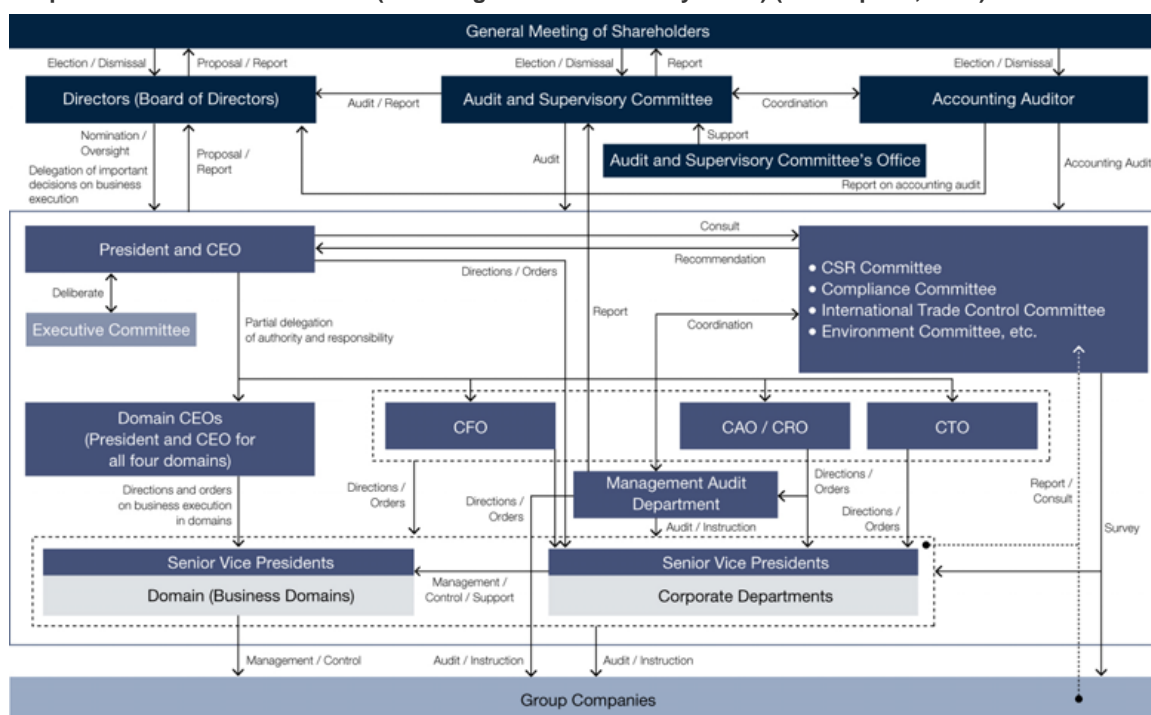 General Meeting of Shareholders
Election / Dismissal
Proposal / Report
Election / Dismissal
Report
Election / Dismissal
Directors (Board of Directors)
Audit / Report
Audit and Supervisory Committee
Coordination
Accounting Auditor
Nomination /
Oversight
Delegation of important
decisions on business
execution
Proposal /
Report
Audit
Support
Audit and Supervisory Committee's Office
Report on accounting audit
Accounting Audit
President and CEO
Consult
Recommendation
Directions / Orders
• CSR Committee
• Compliance Committee
• International Trade Control Committee
• Environment Committee, etc.
Deliberate
Executive Committee
Partial delegation
of authority and responsibility
Report
Coordination
Domain CEOs
(President and CEO for
all four domains)
CFO
CAO / CRO
CTO
Directions and orders
on business execution
in domains
Directions /
Orders
Directions /
Orders
Management Audit
Department
Directions /
Orders
Directions /
Orders
Audit / Instruction
Report /
Consult
Survey
Senior Vice Presidents
Domain (Business Domains)
Management /
Control / Support
Senior Vice Presidents
Corporate Departments
Management / Control
Audit / Instruction
Audit / Instruction
Group Companies